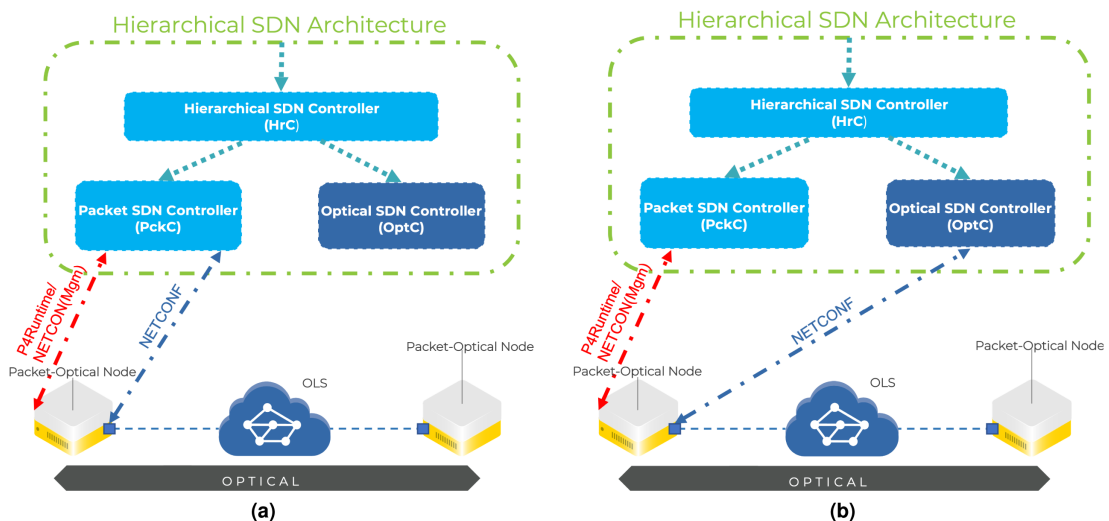 Hierarchical SDN Architecture
Hierarchical SDN Controller
(HrC)
Packet SDN Controller
(PckC)
Optical SDN Controller
(OptC)
P4Runtime/
NETCON(Mgm)
NETCONF
Packet-Optical Node
Packet-Optical Node
OLS
OPTICAL
(a)
Hierarchical SDN Architecture
Hierarchical SDN Controller
(HrC)
Packet SDN Controller
(PckC)
Optical SDN Controller
(OptC)
P4Runtime/
NETCON(Mgm)
NETCONF
Packet-Optical Node
Packet-Optical Node
OLS
OPTICAL
(b)